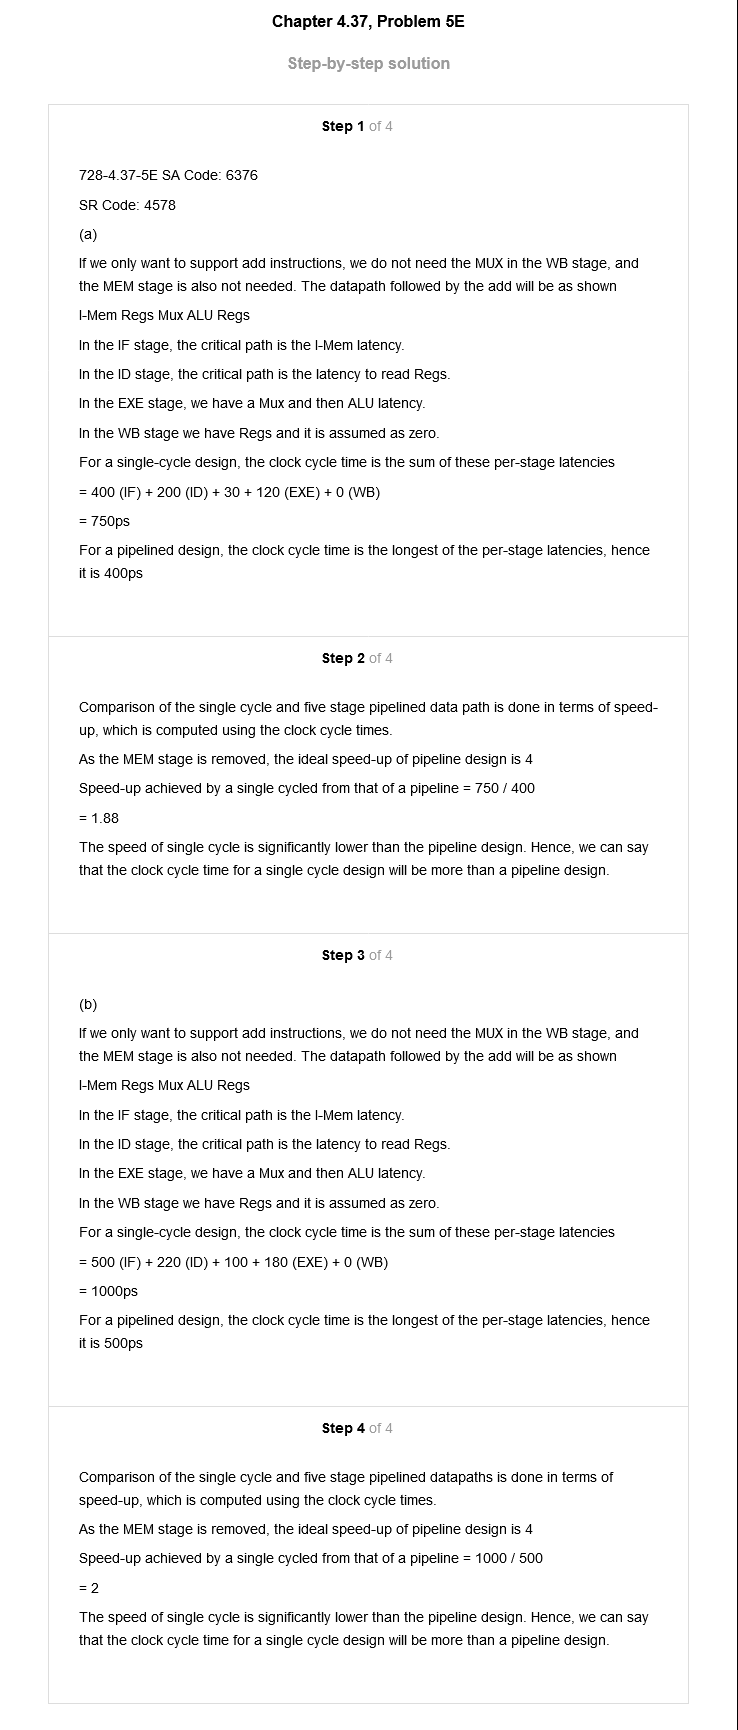 Chapter 4.37, Problem 5E
Step-by-step solution
Step 1 of 4
728-4.37-5E SA Code: 6376
SR Code: 4578
(a)
If we only want to support add instructions, we do not need the MUX in the WB stage, and
the MEM stage is also not needed. The datapath followed by the add will be as shown
I-Mem Regs Mux ALU Regs
In the IF stage, the critical path is the I-Mem latency.
In the ID stage, the critical path is the latency to read Regs.
In the EXE stage, we have a Mux and then ALU latency.
In the WB stage we have Regs and it is assumed as zero.
For a single-cycle design, the clock cycle time is the sum of these per-stage latencies
= 400 (IF) + 200 (ID) + 30 + 120 (EXE) + 0 (WB)
= 750ps
For a pipelined design, the clock cycle time is the longest of the per-stage latencies, hence
it is 400ps
Step 2 of 4
Comparison of the single cycle and five stage pipelined data path is done in terms of speed-
up, which is computed using the clock cycle times.
As the MEM stage is removed, the ideal speed-up of pipeline design is 4
Speed-up achieved by a single cycled from that of a pipeline = 750 / 400
= 1.88
The speed of single cycle is significantly lower than the pipeline design. Hence, we can say
that the clock cycle time for a single cycle design will be more than a pipeline design.
Step 3 of 4
(b)
If we only want to support add instructions, we do not need the MUX in the WB stage, and
the MEM stage is also not needed. The datapath followed by the add will be as shown
I-Mem Regs Mux ALU Regs
In the IF stage, the critical path is the I-Mem latency.
In the ID stage, the critical path is the latency to read Regs.
In the EXE stage, we have a Mux and then ALU latency.
In the WB stage we have Regs and it is assumed as zero.
For a single-cycle design, the clock cycle time is the sum of these per-stage latencies
= 500 (IF) + 220 (ID) + 100 + 180 (EXE) + 0 (WB)
= 1000ps
For a pipelined design, the clock cycle time is the longest of the per-stage latencies, hence
it is 500ps
Step 4 of 4
Comparison of the single cycle and five stage pipelined datapaths is done in terms of
speed-up, which is computed using the clock cycle times.
As the MEM stage is removed, the ideal speed-up of pipeline design is 4
Speed-up achieved by a single cycled from that of a pipeline = 1000 / 500
= 2
The speed of single cycle is significantly lower than the pipeline design. Hence, we can say
that the clock cycle time for a single cycle design will be more than a pipeline design.